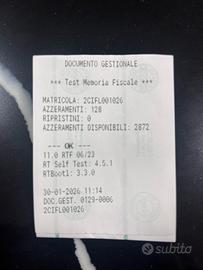 DOCUMENTO GESTIONALE
*** Test Memoria Fiscale ***
MATRICOLA: 2CIFL001026
AZZERAMENTI: 128
RIPRISTINI: 0
AZZERAMENTI DISPONIBILI: 2872
--- OK ---
11.0 RTF 06/23
RT Self Test: 4.5.1
RTBootl: 3.3.0
30-01-2026 11:14
DOC.GEST. 0129-0006
2CIFL001026
subito